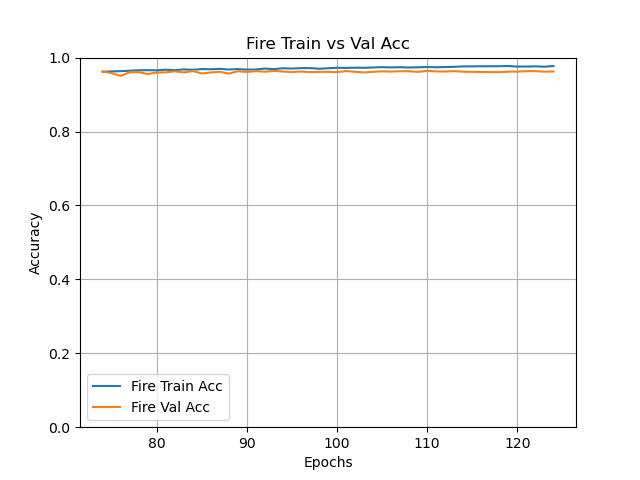 Fire Train vs Val Acc
1.0
0.8
0.6
0.4
0.2
0.0
Accuracy
Fire Train Acc
Fire Val Acc
80 90 100 110 120
Epochs